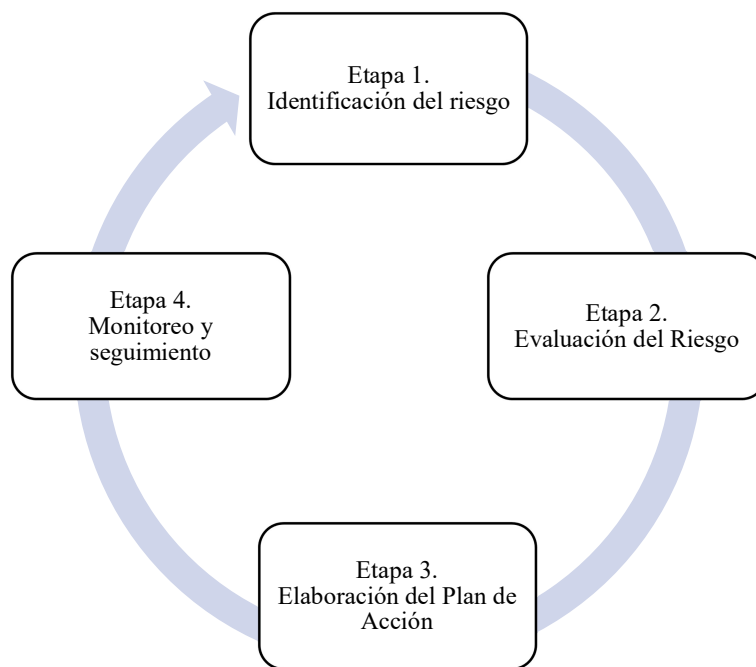 Etapa 1.
Identificación del riesgo
Etapa 2.
Evaluación del Riesgo
Etapa 3.
Elaboración del Plan de
Acción
Etapa 4.
Monitoreo y
seguimiento